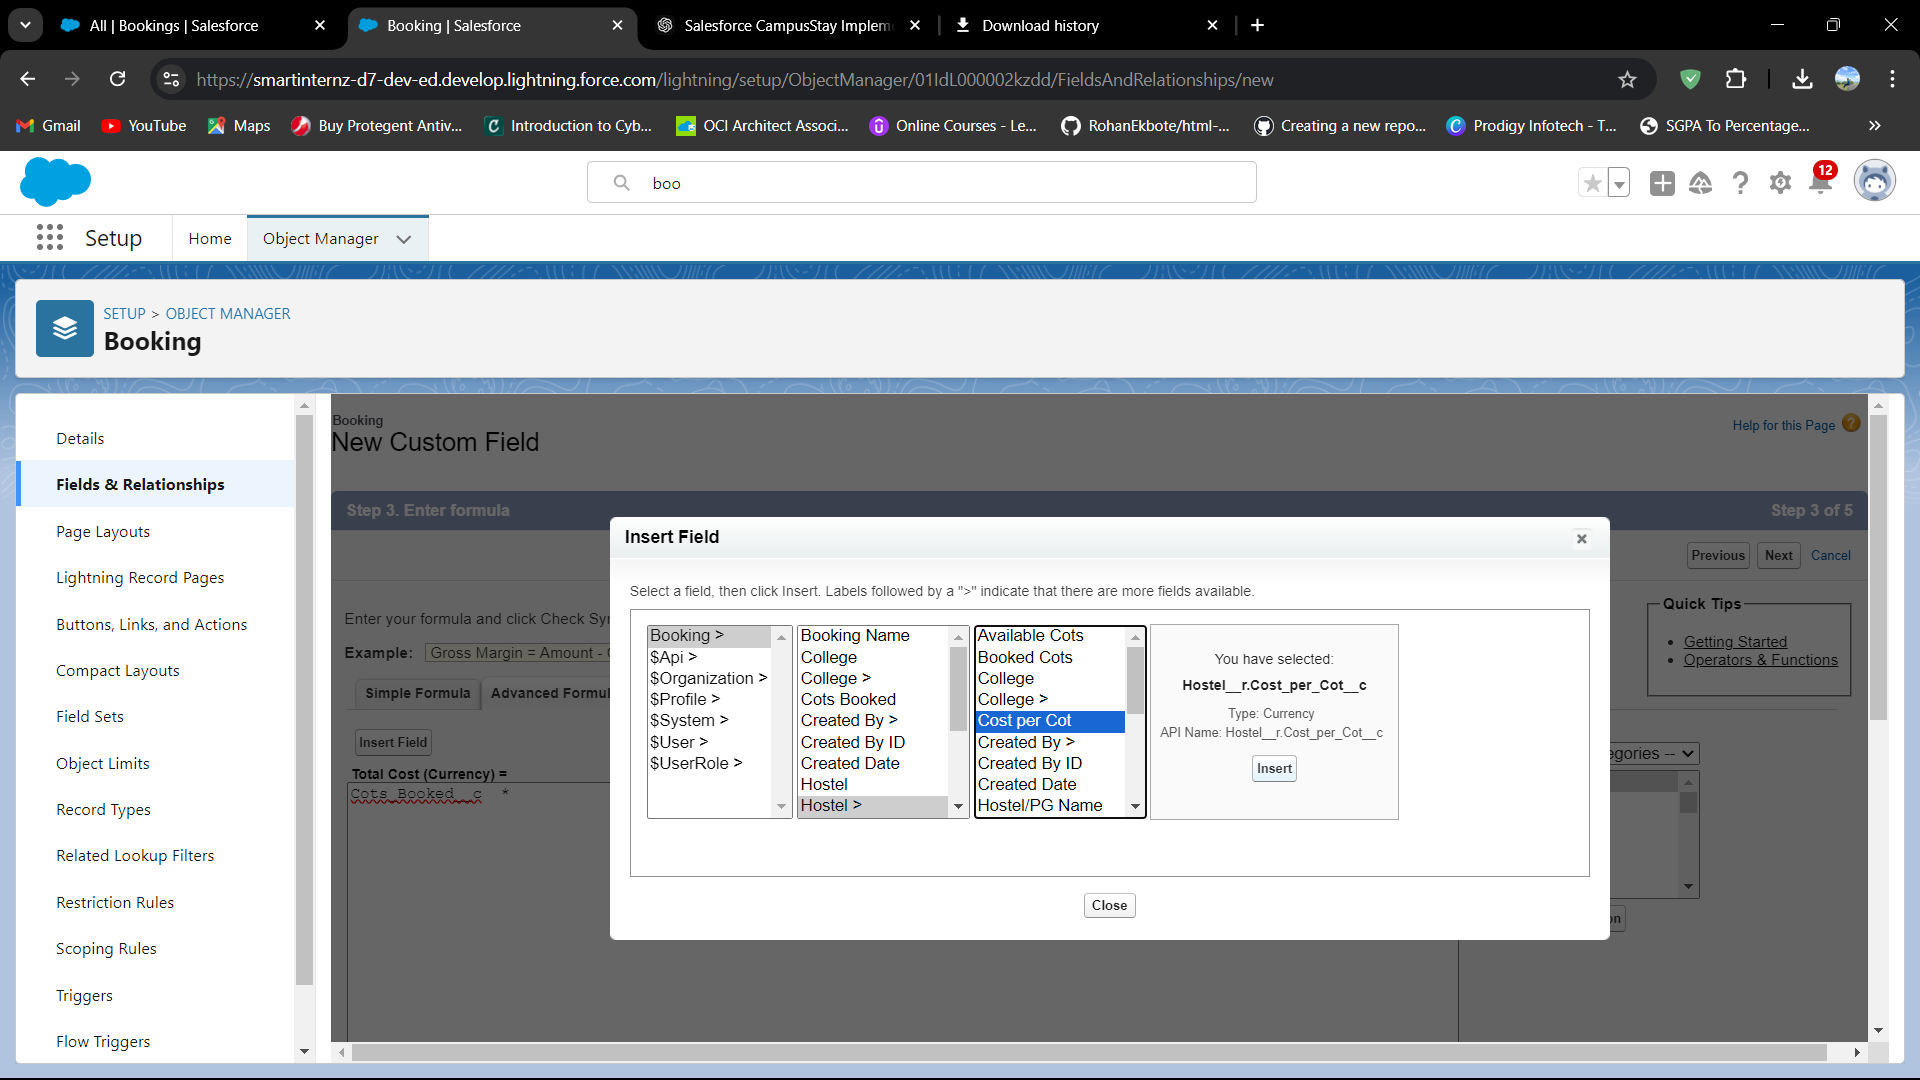 All | Bookings | Salesforce
Booking | Salesforce
Salesforce CampusStay Implem
Download history
https://smartinternz-d7-dev-ed.develop.lightning.force.com/lightning/setup/ObjectManager/01IdL000002kzdd/FieldsAndRelationships/new
Gmail
YouTube
Maps
Buy Protegent Antiv...
Introduction to Cyb...
OCI Architect Associ...
Online Courses - Le...
RohanEkbote/html-...
Creating a new repo...
Prodigy Infotech - T...
SGPA To Percentage...
boo
12
Setup
Home
Object Manager
SETUP > OBJECT MANAGER
Booking
Details
Fields & Relationships
Page Layouts
Lightning Record Pages
Buttons, Links, and Actions
Compact Layouts
Field Sets
Object Limits
Record Types
Related Lookup Filters
Restriction Rules
Scoping Rules
Triggers
Flow Triggers
Booking
New Custom Field
Help for this Page
Step 3. Enter formula
Step 3 of 5
Previous
Next
Cancel
Enter your formula and click Check Sy
Example: Gross Margin = Amount -
Simple Formula
Advanced Formul
Insert Field
Total Cost (Currency) =
Cots_Booked__c *
Quick Tips
Getting Started
Operators & Functions
egories --
on
Insert Field
Select a field, then click Insert. Labels followed by a ">" indicate that there are more fields available.
Booking >
$Api >
$Organization >
$Profile >
$System >
$User >
$UserRole >
Booking Name
College
College >
Cots Booked
Created By >
Created By ID
Created Date
Hostel
Hostel >
Available Cots
Booked Cots
College
College >
Cost per Cot
Created By >
Created By ID
Created Date
Hostel/PG Name
You have selected:
Hostel__r.Cost_per_Cot__c
Type: Currency
API Name: Hostel__r.Cost_per_Cot__c
Insert
Close